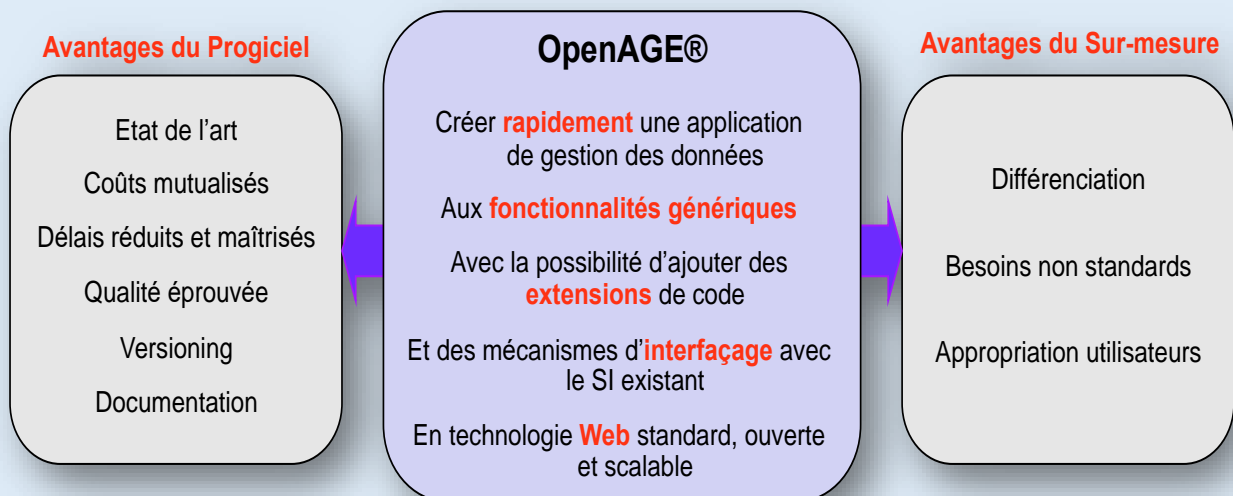 Avantages du Progiciel
Etat de l’art
Coûts mutualisés
Délais réduits et maîtrisés
Qualité éprouvée
Versioning
Documentation
OpenAGE®
Créer rapidement une application
de gestion des données
Aux fonctionnalités génériques
Avec la possibilité d’ajouter des
extensions de code
Et des mécanismes d’interfaçage avec
le SI existant
En technologie Web standard, ouverte
et scalable
Avantages du Sur-mesure
Différenciation
Besoins non standards
Appropriation utilisateurs